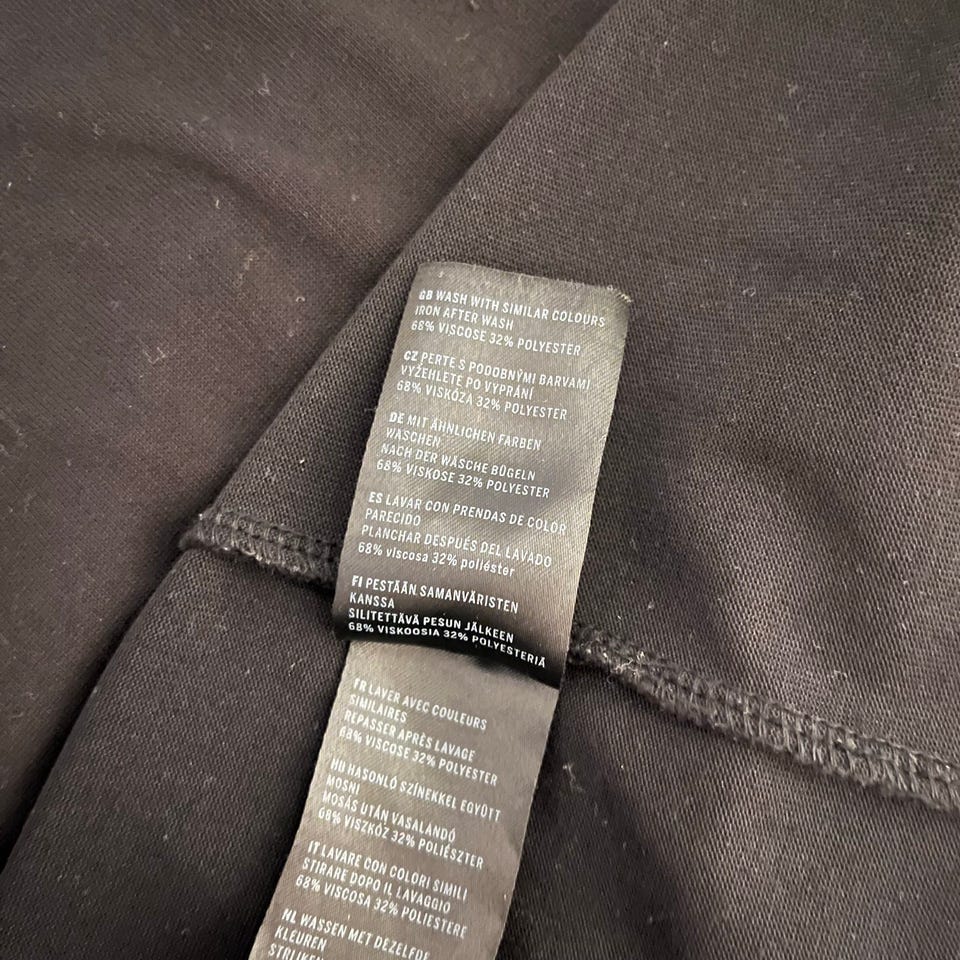 GB WASH WITH SIMILAR COLOURS
IRON AFTER WASH
68% VISCOSE 32% POLYESTER
CZ PERTE S PODOBNÝMI BARVAMI
VYŽEHLETE PO VYPRÁNÍ
68% VISKÓZA 32% POLYESTER
DE MIT ÄHNLICHEN FARBEN
WASCHEN
NACH DER WÄSCHE BÜGELN
68% VISKOSE 32% POLYESTER
ES LAVAR CON PRENDAS DE COLOR
PARECIDO
PLANCHAR DESPUÉS DEL LAVADO
68% viscosa 32% poliéster
FI PESTÄÄN SAMANVÄRISTEN
KANSSA
SILITETTÄVÄ PESUN JÄLKEEN
68% VISKOOSIA 32% POLYESTERIÄ
FR LAVER AVEC COULEURS
SIMILAIRES
REPASSER APRÈS LAVAGE
68% VISCOSE 32% POLYESTER
HU HASONLÓ SZÍNEKKEL EGYÜTT
MOSNI
MOSÁS UTÁN VASALANDÓ
68% VISZKÓZ 32% POLIÉSZTER
IT LAVARE CON COLORI SIMILI
STIRARE DOPO IL LAVAGGIO
68% VISCOSA 32% POLIESTERE
NL WASSEN MET DEZELFDE
KLEUREN
STRIJKEN